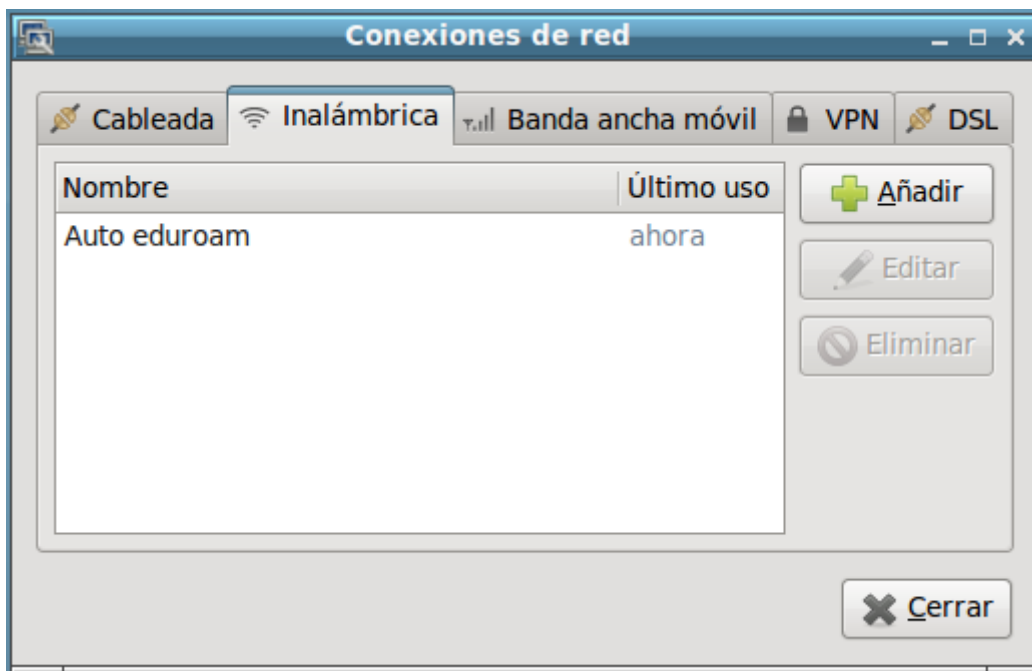 Conexiones de red
Cableada Inalámbrica Banda ancha móvil VPN DSL
Nombre Último uso
Auto eduroam ahora
Añadir
Editar
Eliminar
Cerrar